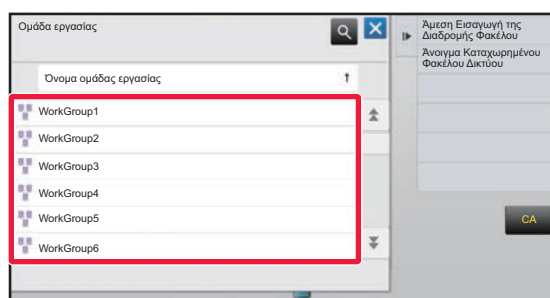 Ομάδα εργασίας
Όνομα ομάδας εργασίας
WorkGroup1
WorkGroup2
WorkGroup3
WorkGroup4
WorkGroup5
WorkGroup6
Άμεση Εισαγωγή της
Διαδρομής Φακέλου
Άνοιγμα Καταχωρημένου
Φακέλου Δικτύου
CA